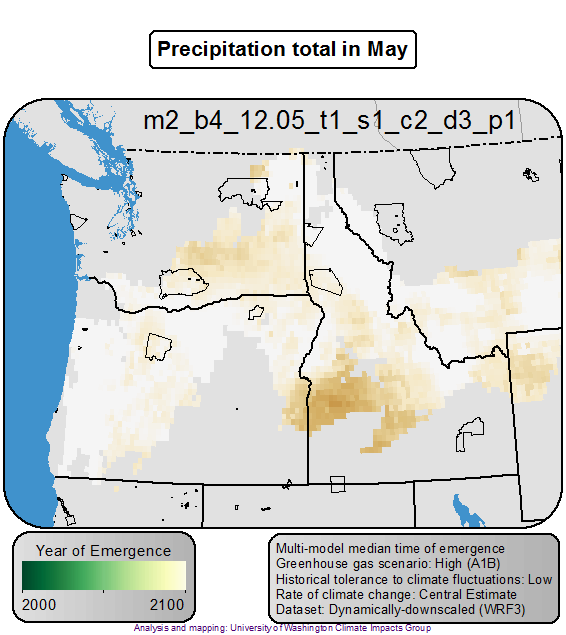 Precipitation total in May
m2_b4_12.05_t1_s1_c2_d3_p1
Year of Emergence
2000 2100
Multi-model median time of emergence
Greenhouse gas scenario: High (A1B)
Historical tolerance to climate fluctuations: Low
Rate of climate change: Central Estimate
Dataset: Dynamically-downscaled (WRF3)
Analysis and mapping: University of Washington Climate Impacts Group